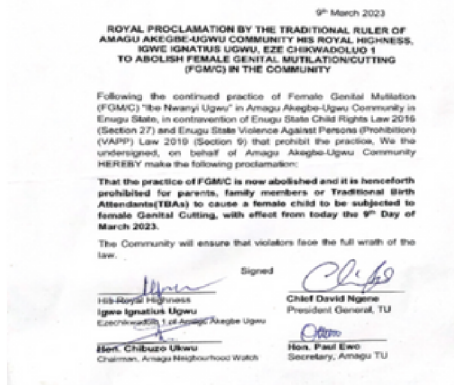 9th March 2023
ROYAL PROCLAMATION BY THE TRADITIONAL RULER OF
AMAGU AKEGBE-UGWU COMMUNITY HIS ROYAL HIGHNESS,
IGWE IGNATIUS UGWU, EZE CHIKWADOLUO 1
TO ABOLISH FEMALE GENITAL MUTILATION/CUTTING
(FGM/C) IN THE COMMUNITY
Following the continued practice of Female Genital Mutilation
(FGM/C) "Ibe Nwanyi Ugwu" in Amagu Akegbe-Ugwu Community in
Enugu State, in contravention of Enugu State Child Rights Law 2016
(Section 27) and Enugu State Violence Against Persons (Prohibition)
(VAPP) Law 2019 (Section 9) that prohibit the practice, We the
undersigned, on behalf of Amagu Akegbe-Ugwu Community
HEREBY make the following proclamation:
That the practice of FGM/C is now abolished and it is henceforth
prohibited for parents, family members or Traditional Birth
Attendants(TBAs) to cause a female child to be subjected to
female Genital Cutting, with effect from today the 9th Day of
March 2023.
The Community will ensure that violators face the full wrath of the
law.
Signed
His Royal Highness
Igwe Ignatius Ugwu
Amagu Akegbe Ugwu
Chief David Ngene
President General, TU
Hon. Chibuzo Ukwu
Chairman, Amagu Neigbourhood Watch
Hon. Paul Ewo
Secretary, Amagu TU